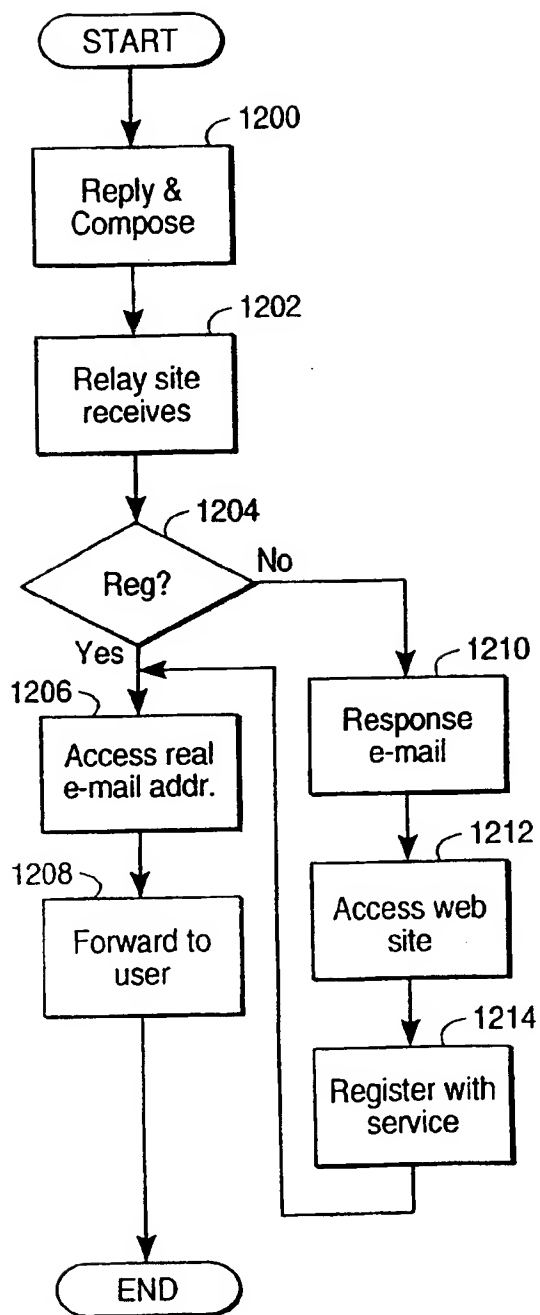 START
1200
Reply &
Compose
1202
Relay site
receives
1204
Reg?
No
Yes
1206
Access real
e-mail addr.
1208
Forward to
user
1210
Response
e-mail
1212
Access web
site
1214
Register with
service
END